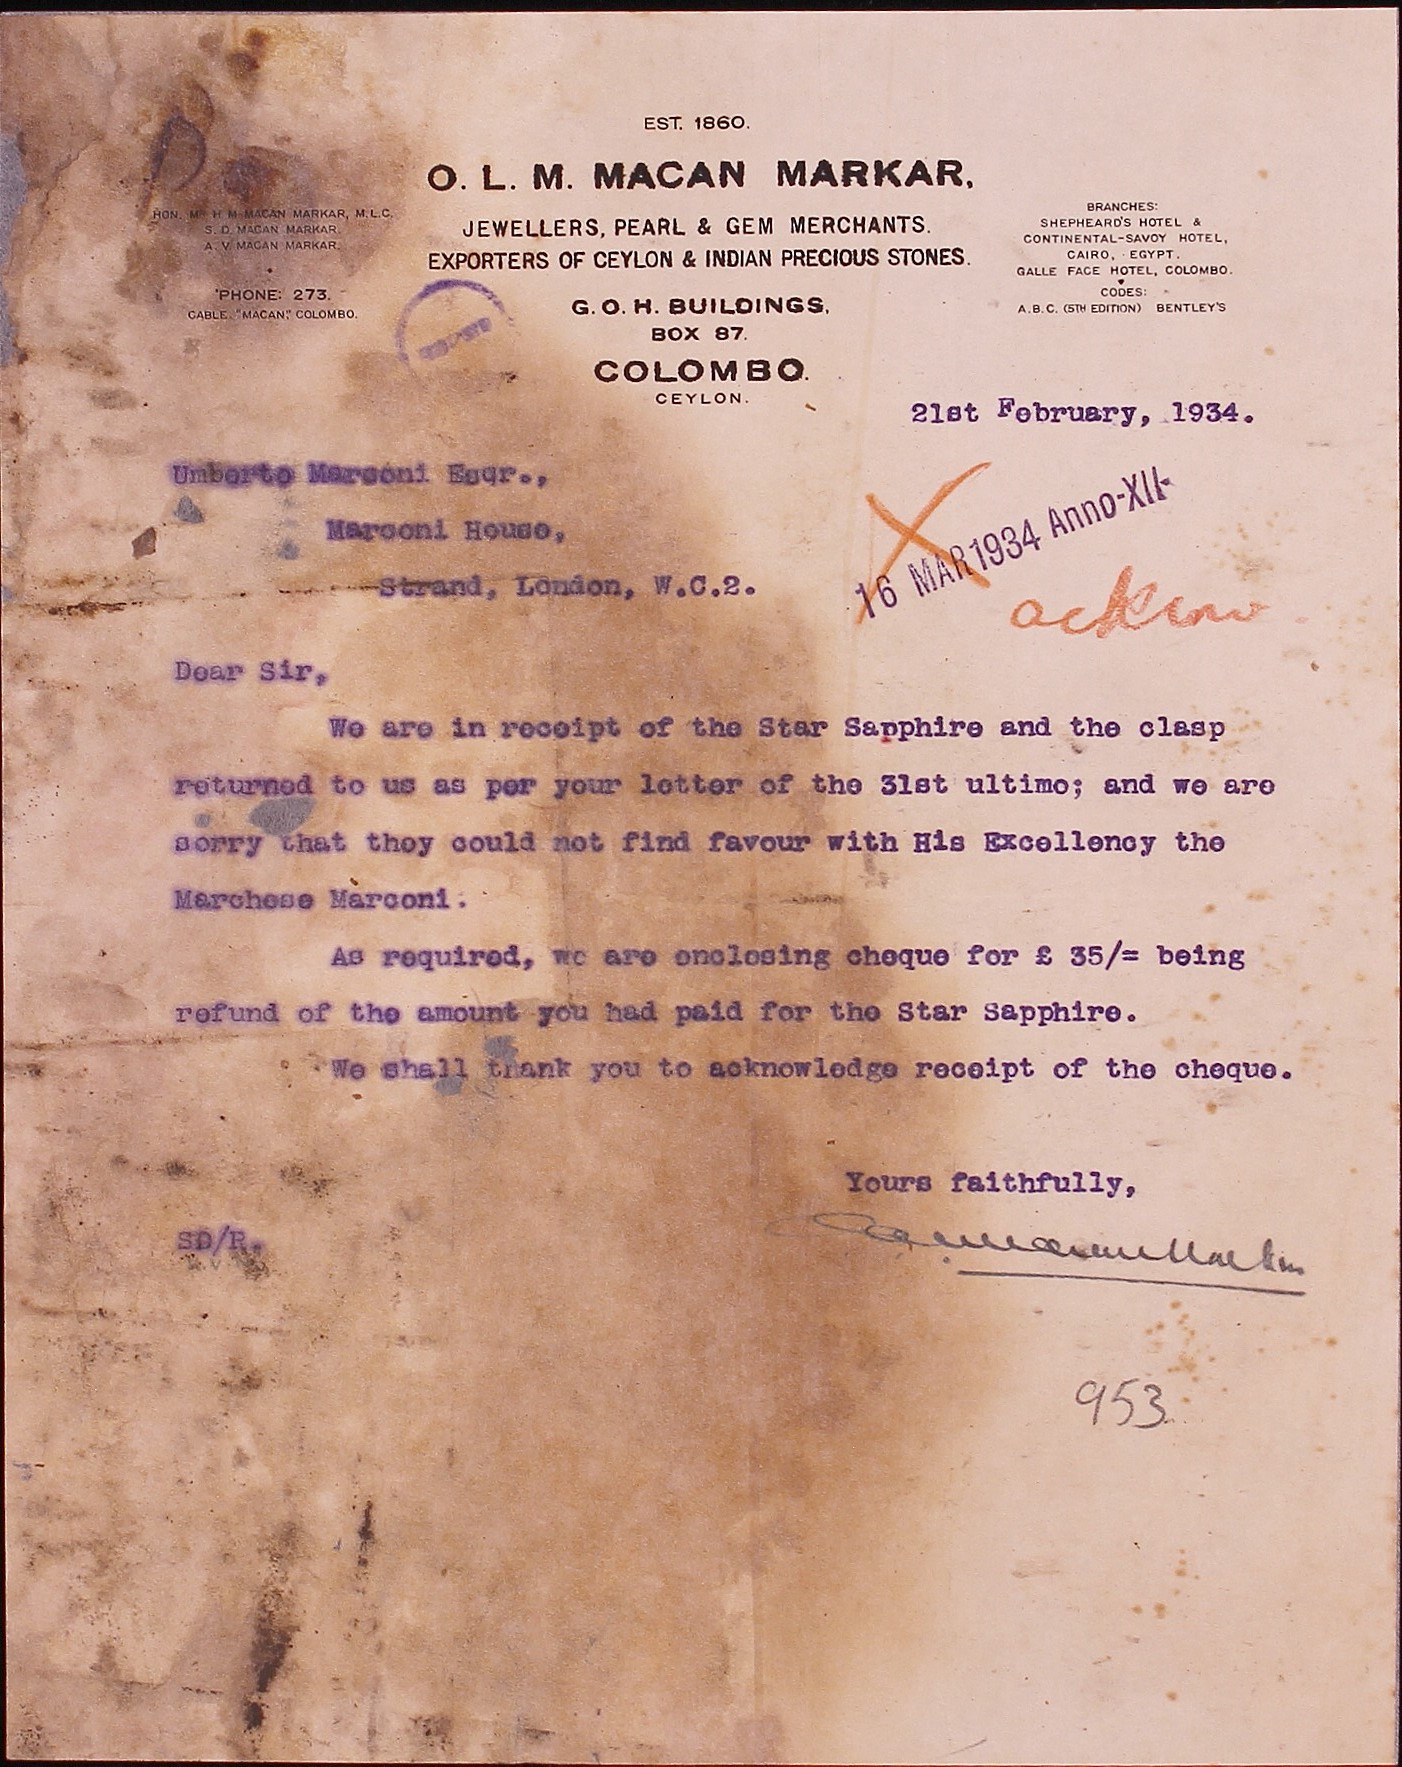 EST. 1860.
O. L. M. MACAN MARKAR,
JEWELLERS, PEARL & GEM MERCHANTS.
EXPORTERS OF CEYLON & INDIAN PRECIOUS STONES.
G. O. H. BUILDINGS,
BOX 87.
COLOMBO.
CEYLON.
HON. MR H. M. MACAN MARKAR, M.L.C.
S. D. MACAN MARKAR.
A. V. MACAN MARKAR.
'PHONE: 273.
CABLE. "MACAN," COLOMBO.
BRANCHES:
SHEPHEARD'S HOTEL &
CONTINENTAL-SAVOY HOTEL,
CAIRO, EGYPT.
GALLE FACE HOTEL, COLOMBO.
CODES:
A.B.C. (5TH EDITION) BENTLEY'S
21st February, 1934.
Umberto Marconi Esqr.,
Marconi House,
Strand, London, W.C.2.
16 MAR 1934 Anno-XII-
ackn
Dear Sir,
We are in receipt of the Star Sapphire and the clasp
returned to us as per your letter of the 31st ultimo; and we are
sorry that they could not find favour with His Excellency the
Marchese Marconi.
As required, we are enclosing cheque for £ 35/= being
refund of the amount you had paid for the Star Sapphire.
We shall thank you to acknowledge receipt of the cheque.
Yours faithfully,
Macan Markar
SD/R.
953